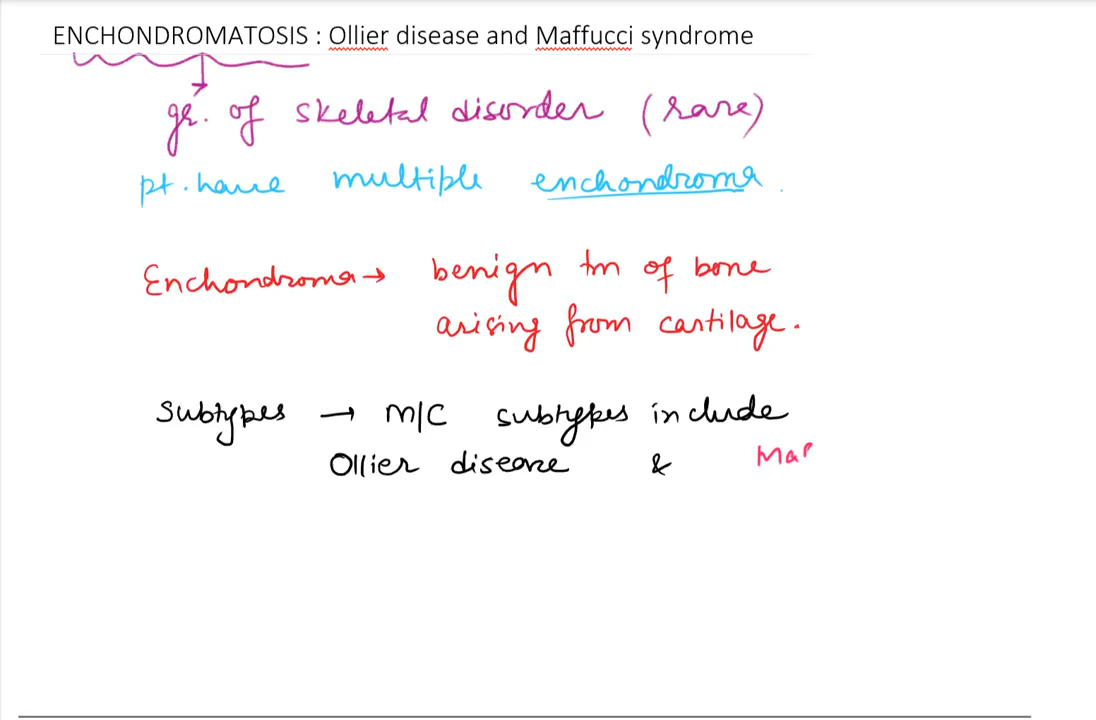 ENCHONDROMATOSIS : Ollier disease and Maffucci syndrome
gr. of skeletal disorder (rare)
pt. have multiple enchondroma.
Enchondroma → benign tm of bone
arising from cartilage.
Subtypes → M/C subtypes include
Ollier disease & Maf